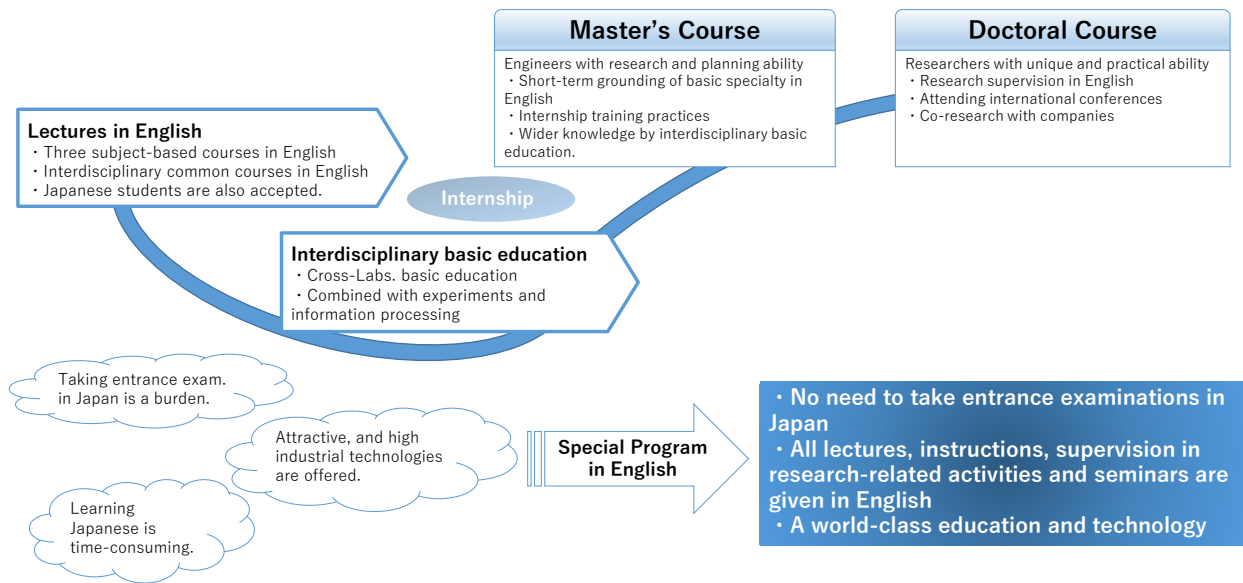 Master's Course
Engineers with research and planning ability
・Short-term grounding of basic specialty in
English
・Internship training practices
・Wider knowledge by interdisciplinary basic
education.
Doctoral Course
Researchers with unique and practical ability
・Research supervision in English
・Attending international conferences
・Co-research with companies
Lectures in English
・Three subject-based courses in English
・Interdisciplinary common courses in English
・Japanese students are also accepted.
Internship
Interdisciplinary basic education
・Cross-Labs. basic education
・Combined with experiments and
information processing
Taking entrance exam.
in Japan is a burden.
Attractive, and high
industrial technologies
are offered.
Learning
Japanese is
time-consuming.
Special Program
in English
・No need to take entrance examinations in
Japan
・All lectures, instructions, supervision in
research-related activities and seminars are
given in English
・A world-class education and technology